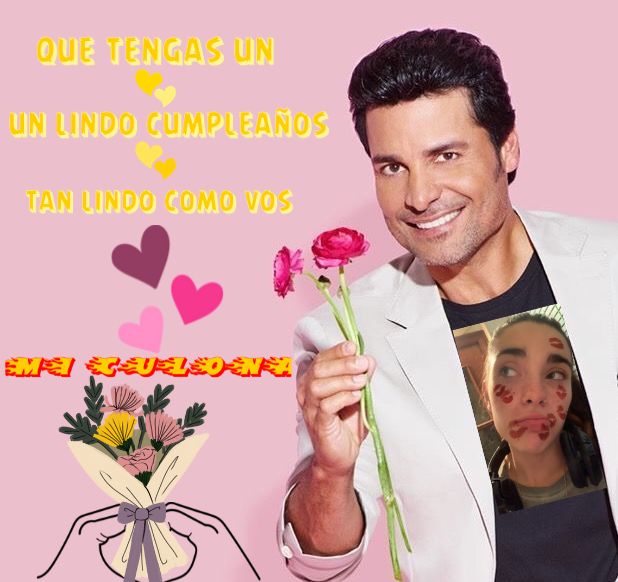 QUE TENGAS UN
UN LINDO CUMPLEAÑOS
TAN LINDO COMO VOS
MI CULONA